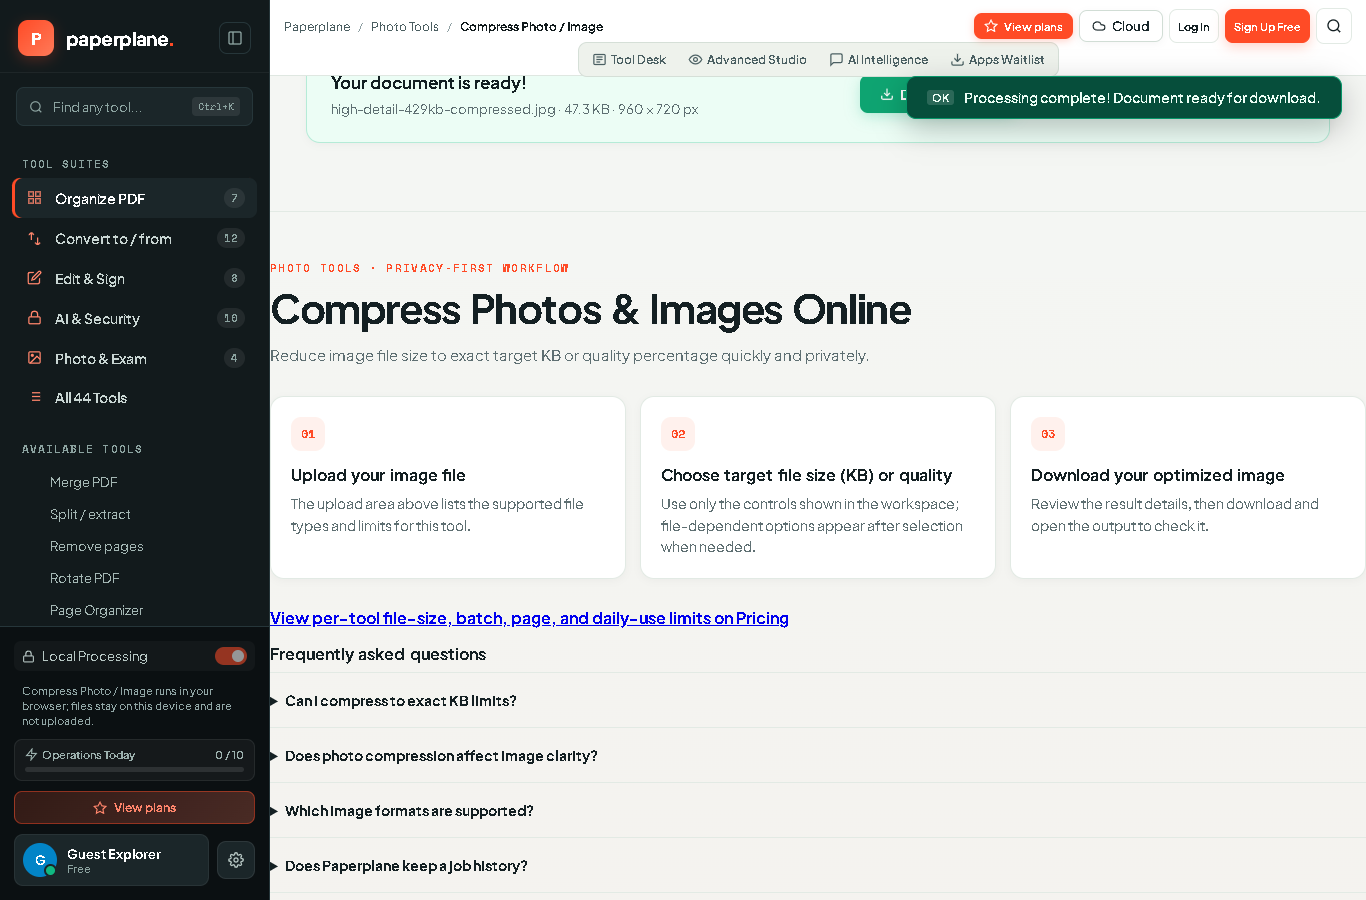 P
paperplane.
Find any tool...
Ctrl+K
TOOL SUITES
Organize PDF
7
Convert to / from
12
Edit & Sign
8
AI & Security
10
Photo & Exam
4
All 44 Tools
AVAILABLE TOOLS
Merge PDF
Split / extract
Remove pages
Rotate PDF
Page Organizer
Local Processing
Compress Photo / Image runs in your
browser; files stay on this device and are
not uploaded.
Operations Today
0 / 10
View plans
G
Guest Explorer
Free
Paperplane / Photo Tools / Compress Photo / Image
View plans
Cloud
Log In
Sign Up Free
Tool Desk
Advanced Studio
AI Intelligence
Apps Waitlist
Your document is ready!
high-detail-429kb-compressed.jpg · 47.3 KB · 960 × 720 px
OK Processing complete! Document ready for download.
PHOTO TOOLS · PRIVACY-FIRST WORKFLOW
Compress Photos & Images Online
Reduce image file size to exact target KB or quality percentage quickly and privately.
01
Upload your image file
The upload area above lists the supported file
types and limits for this tool.
02
Choose target file size (KB) or quality
Use only the controls shown in the workspace;
file-dependent options appear after selection
when needed.
03
Download your optimized image
Review the result details, then download and
open the output to check it.
View per-tool file-size, batch, page, and daily-use limits on Pricing
Frequently asked questions
Can I compress to exact KB limits?
Does photo compression affect image clarity?
Which image formats are supported?
Does Paperplane keep a job history?